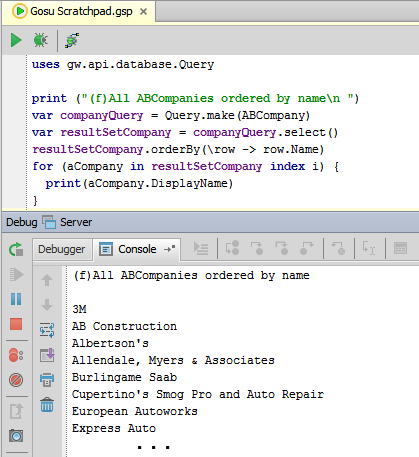 Gosu Scratchpad.gsp ×
uses gw.api.database.Query
print ("(f)All ABCompanies ordered by name\n ")
var companyQuery = Query.make(ABCompany)
var resultSetCompany = companyQuery.select()
resultSetCompany.orderBy(\row -> row.Name)
for (aCompany in resultSetCompany index i) {
  print(aCompany.DisplayName)
}
Debug Server
Debugger Console
(f)All ABCompanies ordered by name
3M
AB Construction
Albertson's
Allendale, Myers & Associates
Burlingame Saab
Cupertino's Smog Pro and Auto Repair
European Autoworks
Express Auto
. . .